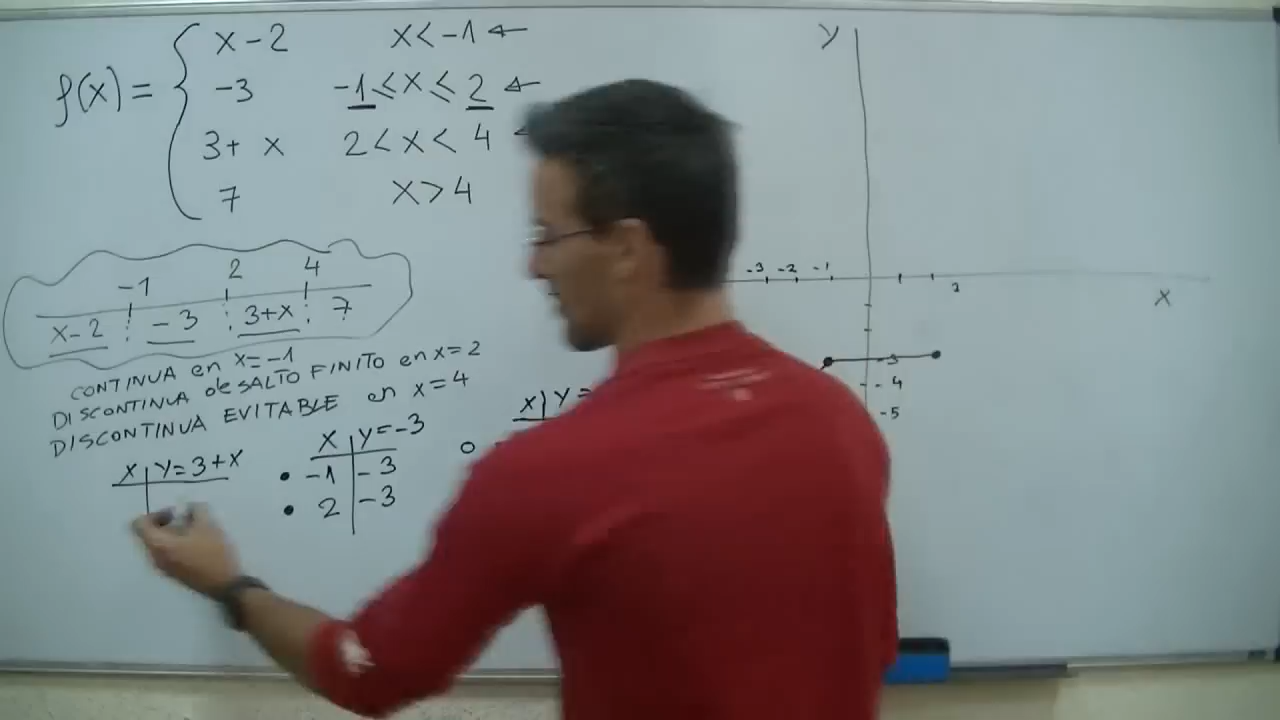 f(x) = { x - 2 x < -1 ←
-3 -1 ≤ x ≤ 2 ←
3 + x 2 < x < 4 ←
7 x > 4
-1 2 4
x - 2 - 3 3 + x 7
CONTINUA en x = -1
DISCONTINUA de SALTO FINITO en x = 2
DISCONTINUA EVITABLE en x = 4
x y = 3 + x
x y = -3
-1 -3
2 -3
x y =
y
-3 -2 -1
x
-3
-4
-5